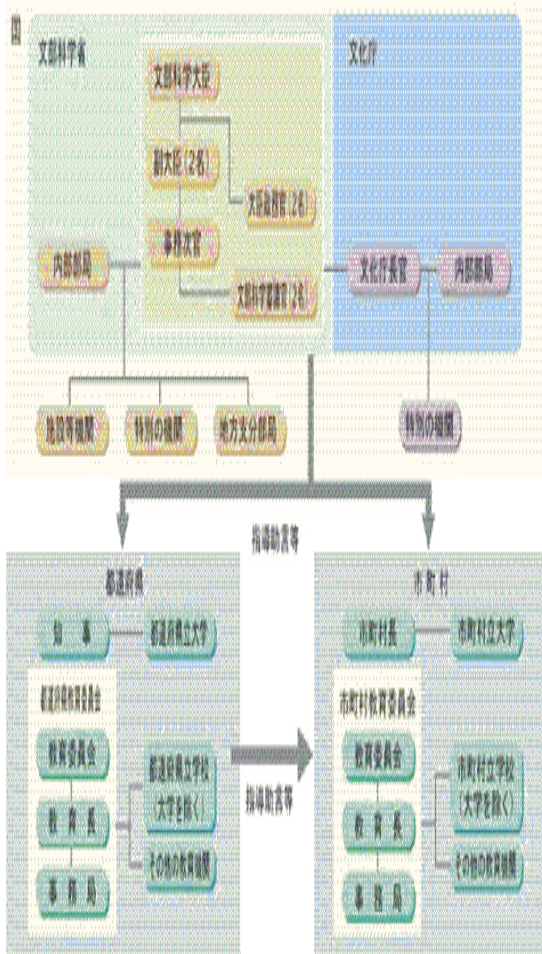 国
文部科学省
文化庁
文部科学大臣
副大臣(2名)
大臣政務官(2名)
事務次官
文部科学審議官(2名)
内部部局
文化庁長官
内部部局
施設等機関
特別の機関
地方支分部局
特別の機関
指導助言等
都道府県
知 事
都道府県立大学
都道府県教育委員会
教育委員会
教 育 長
事 務 局
都道府県立学校
(大学を除く)
その他の教育機関
指導助言等
市町村
市町村長
市町村立大学
市町村教育委員会
教育委員会
教 育 長
事 務 局
市町村立学校
(大学を除く)
その他の教育機関